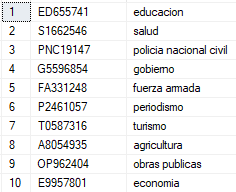 1 ED655741 educacion
2 S1662546 salud
3 PNC19147 policia nacional civil
4 G5596854 gobierno
5 FA331248 fuerza armada
6 P2461057 periodismo
7 T0587316 turismo
8 A8054935 agricultura
9 OP962404 obras publicas
10 E9957801 economia